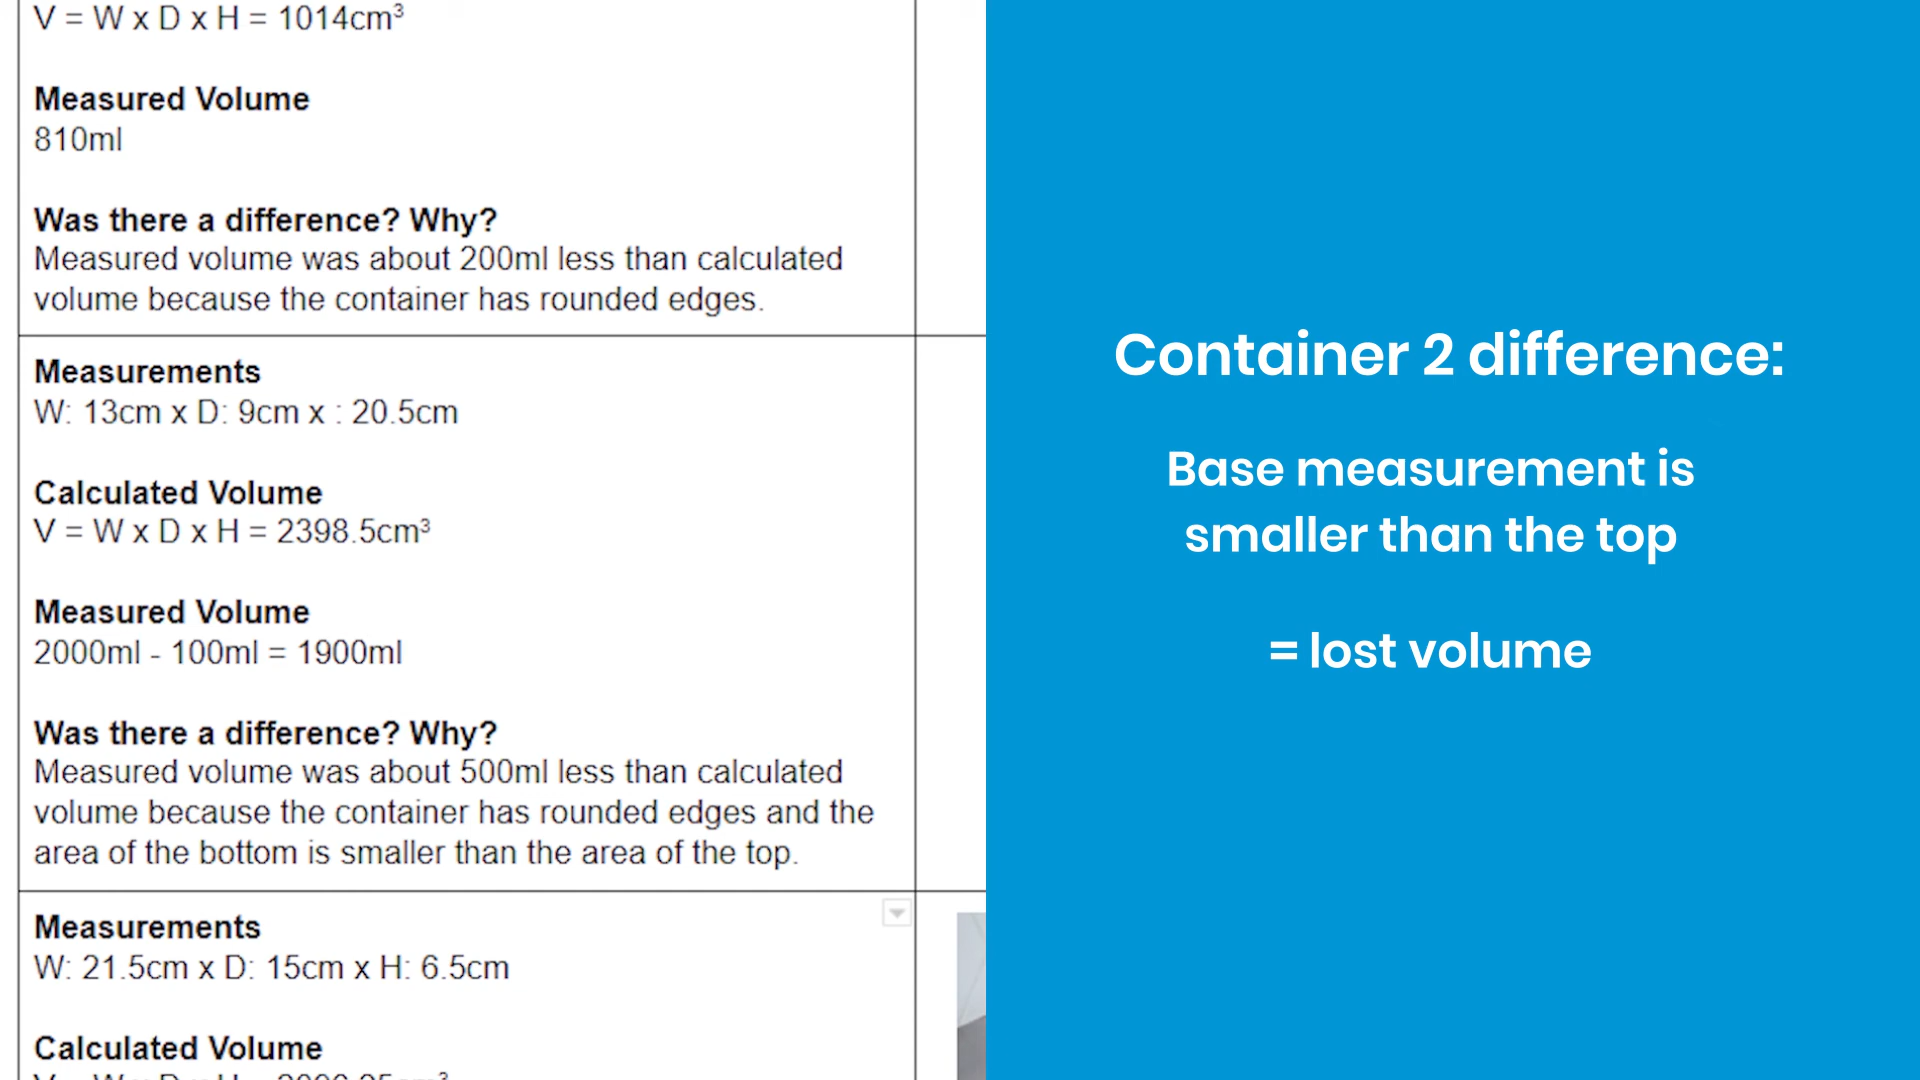 V = W x D x H = 1014cm³
Measured Volume
810ml
Was there a difference? Why?
Measured volume was about 200ml less than calculated
volume because the container has rounded edges.
Measurements
W: 13cm x D: 9cm x : 20.5cm
Calculated Volume
V = W x D x H = 2398.5cm³
Measured Volume
2000ml - 100ml = 1900ml
Was there a difference? Why?
Measured volume was about 500ml less than calculated
volume because the container has rounded edges and the
area of the bottom is smaller than the area of the top.
Measurements
W: 21.5cm x D: 15cm x H: 6.5cm
Calculated Volume
Container 2 difference:
Base measurement is
smaller than the top
= lost volume